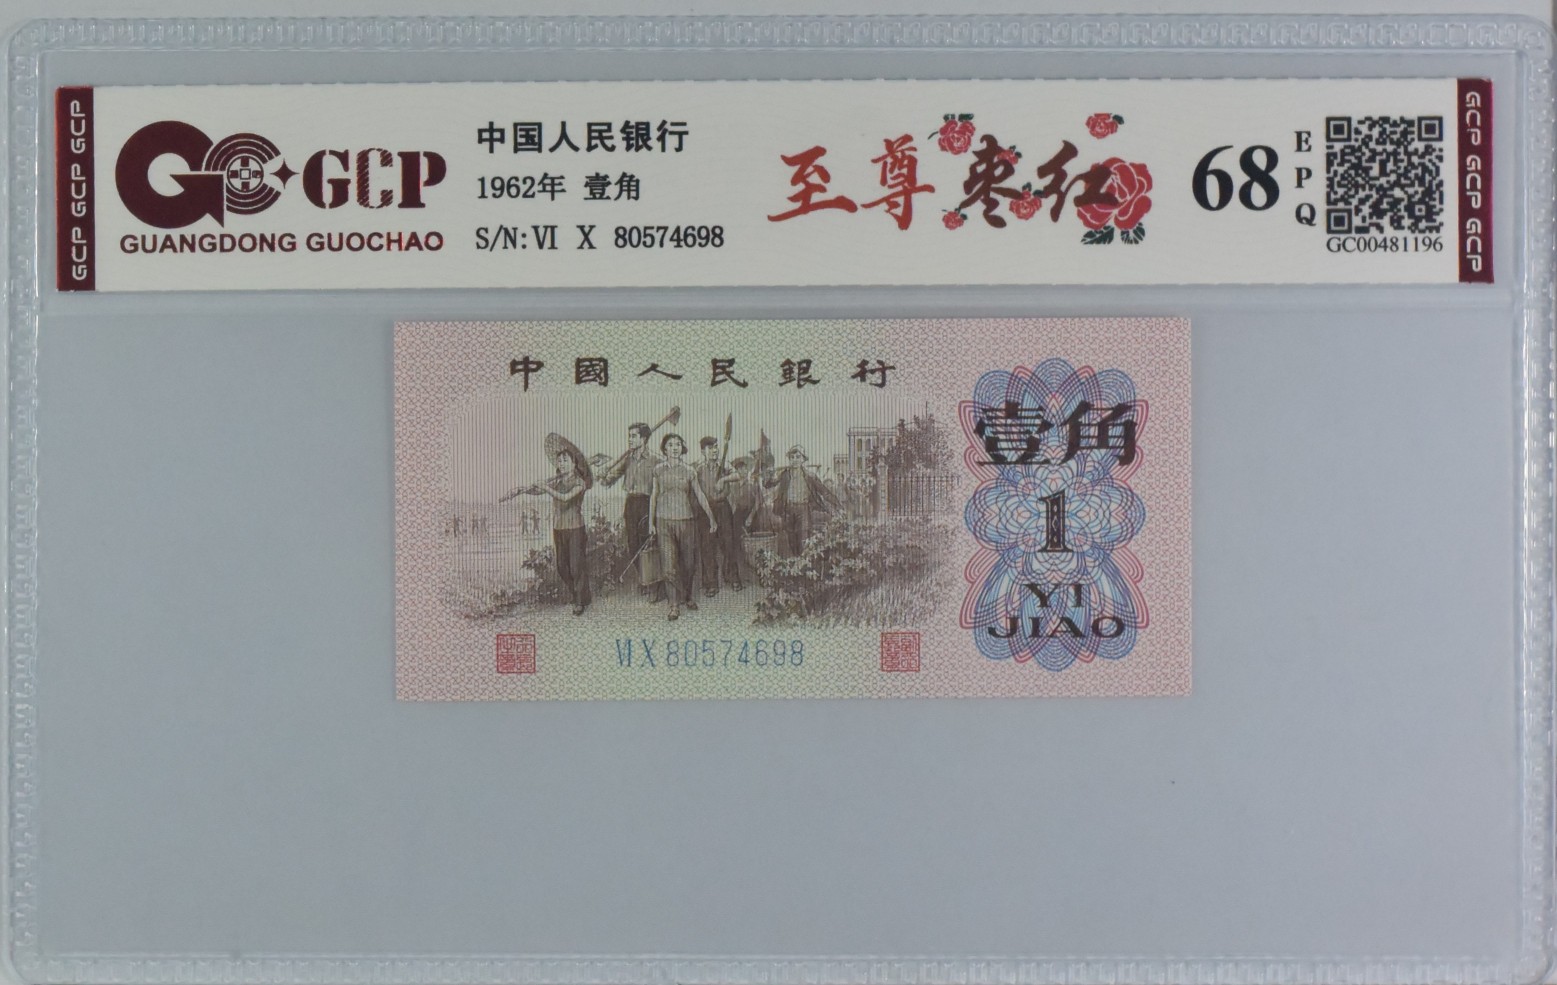 GCP GCP GCP
GCP
GUANGDONG GUOCHAO
中国人民银行
1962年 壹角
S/N:Ⅵ X 80574698
至尊枣红
68
EPQ
GC00481196
GCP GCP GCP
中國人民銀行
壹角
1
YI
JIAO
ⅥX80574698